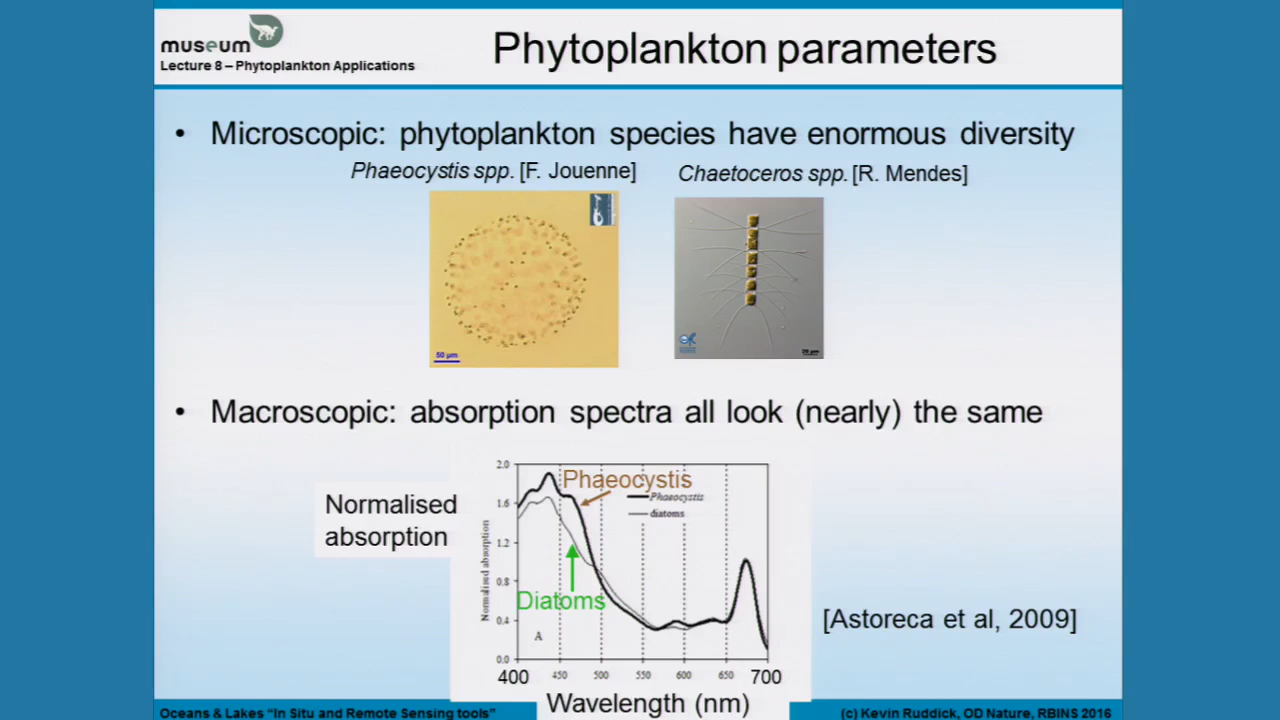 museum
Lecture 8 – Phytoplankton Applications
Phytoplankton parameters
• Microscopic: phytoplankton species have enormous diversity
Phaeocystis spp. [F. Jouenne]
Chaetoceros spp. [R. Mendes]
50 µm
• Macroscopic: absorption spectra all look (nearly) the same
Normalised
absorption
Normalised absorption
2.0
1.6
1.2
0.8
0.4
0.0
Phaeocystis
Phaeocystis
diatoms
Diatoms
A
400
450
500
550
600
650
700
Wavelength (nm)
[Astoreca et al, 2009]
Oceans & Lakes “In Situ and Remote Sensing tools”
(c) Kevin Ruddick, OD Nature, RBINS 2016